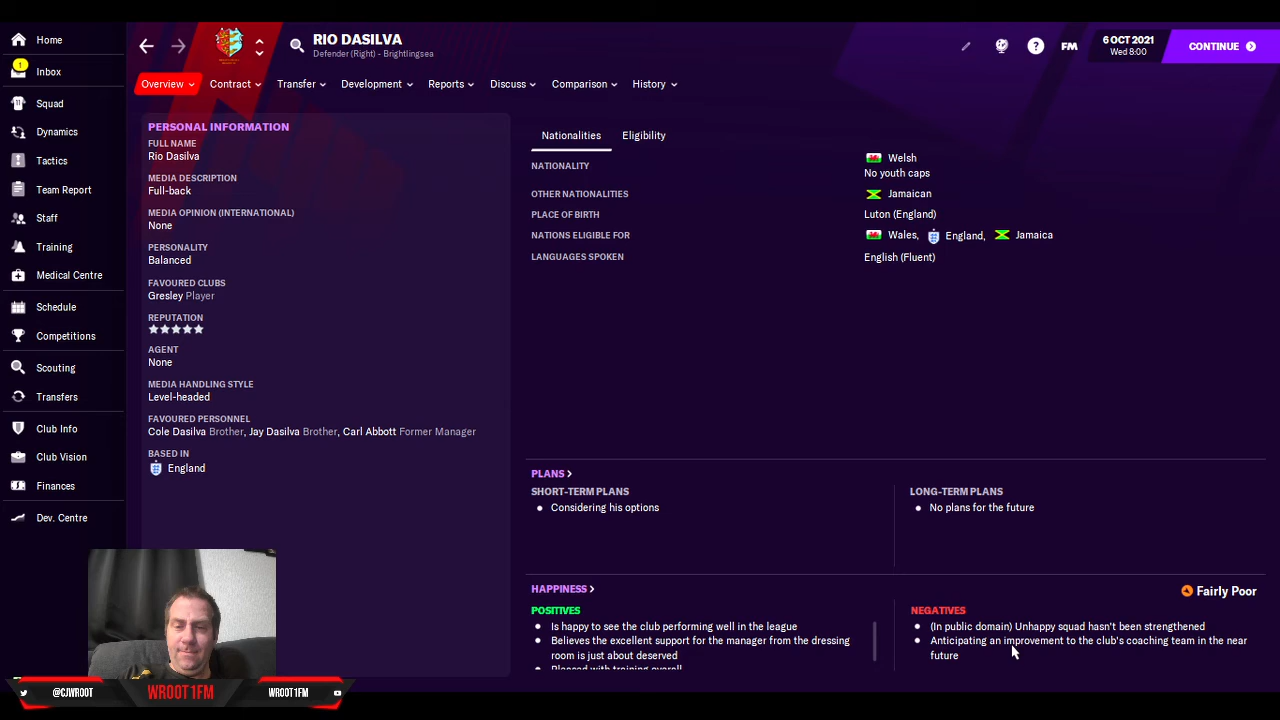 Home
1
Inbox
Squad
Dynamics
Tactics
Team Report
Staff
Training
Medical Centre
Schedule
Competitions
Scouting
Transfers
Club Info
Club Vision
Finances
Dev. Centre
RIO DASILVA
Defender (Right) - Brightlingsea
? FM
6 OCT 2021
Wed 8:00
CONTINUE
Overview Contract Transfer Development Reports Discuss Comparison History
PERSONAL INFORMATION
FULL NAME
Rio Dasilva
MEDIA DESCRIPTION
Full-back
MEDIA OPINION (INTERNATIONAL)
None
PERSONALITY
Balanced
FAVOURED CLUBS
Gresley Player
REPUTATION
AGENT
None
MEDIA HANDLING STYLE
Level-headed
FAVOURED PERSONNEL
Cole Dasilva Brother, Jay Dasilva Brother, Carl Abbott Former Manager
BASED IN
England
Nationalities Eligibility
NATIONALITY Welsh
No youth caps
OTHER NATIONALITIES Jamaican
PLACE OF BIRTH Luton (England)
NATIONS ELIGIBLE FOR Wales, England, Jamaica
LANGUAGES SPOKEN English (Fluent)
PLANS
SHORT-TERM PLANS
Considering his options
LONG-TERM PLANS
No plans for the future
HAPPINESS Fairly Poor
POSITIVES
Is happy to see the club performing well in the league
Believes the excellent support for the manager from the dressing
room is just about deserved
Pleased with training overall
NEGATIVES
(In public domain) Unhappy squad hasn't been strengthened
Anticipating an improvement to the club's coaching team in the near
future
@CJWROOT WROOT1FM WROOT1FM